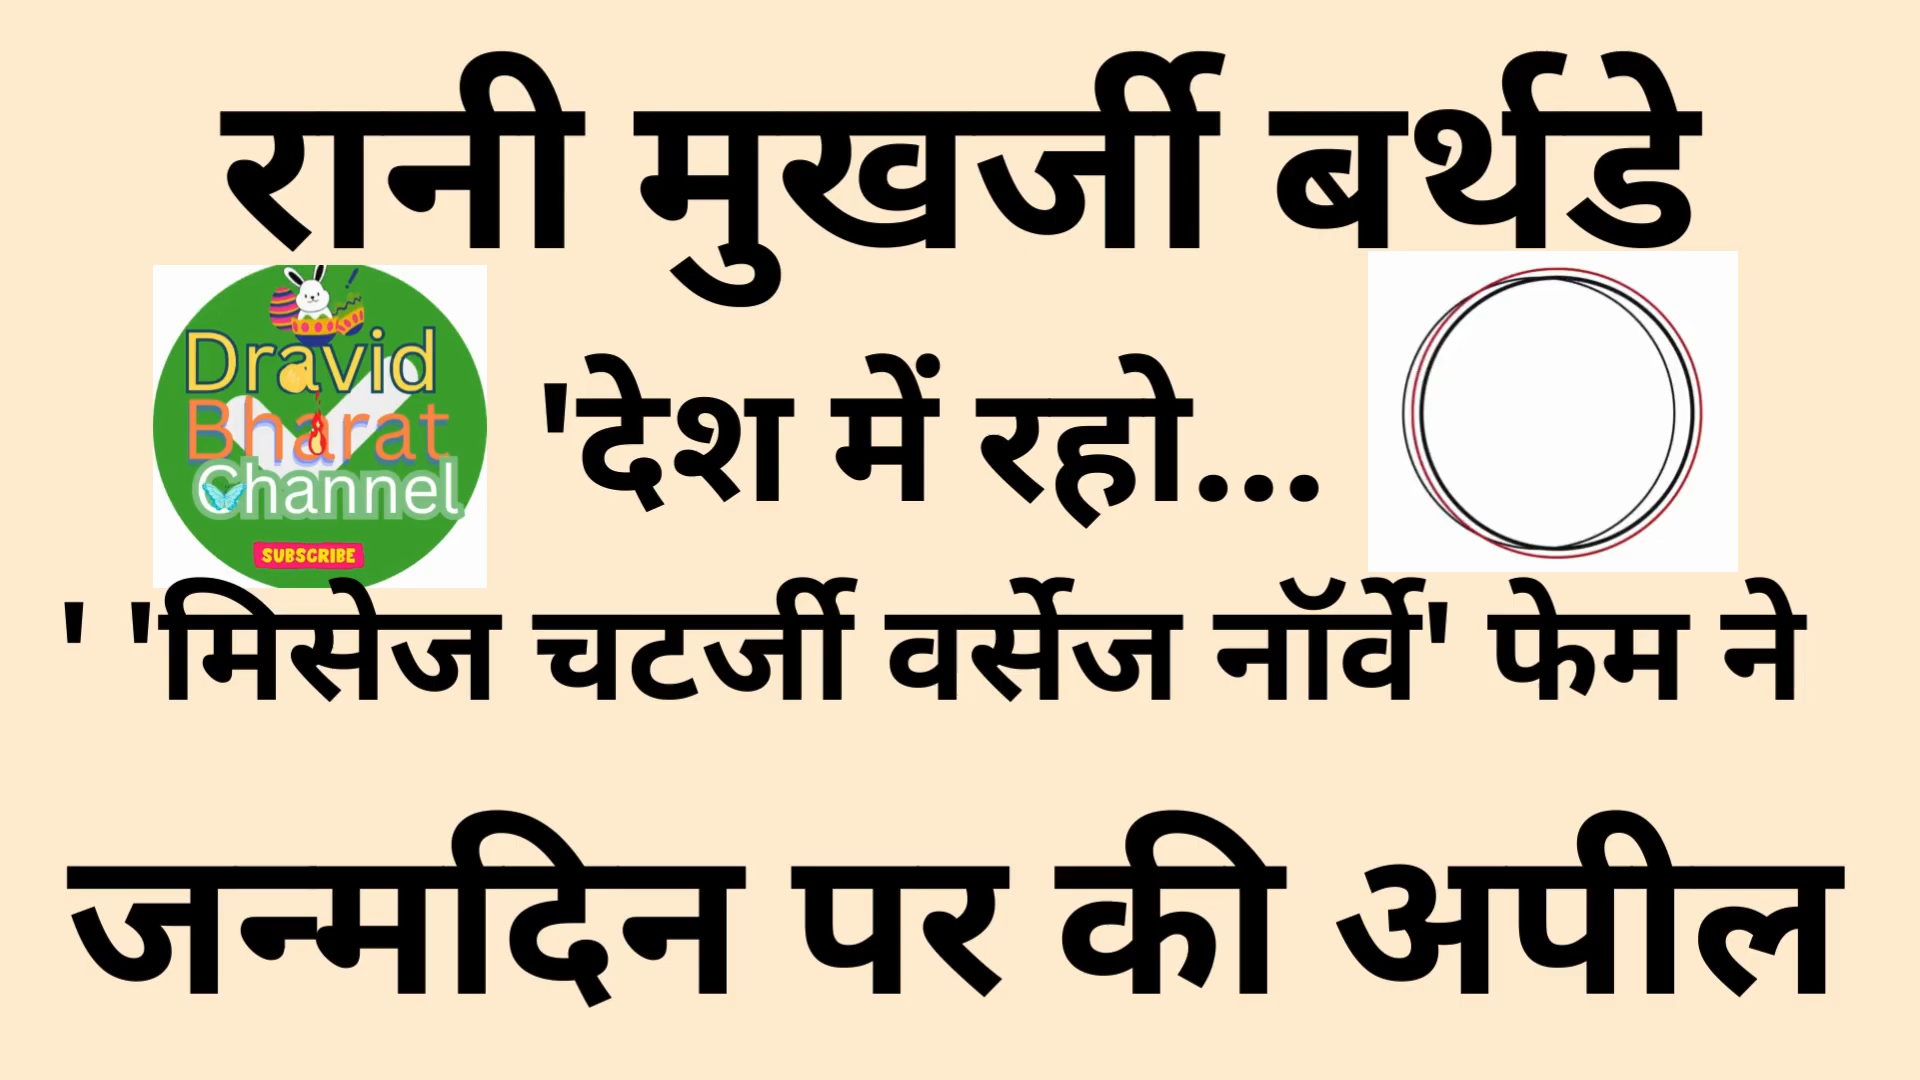 रानी मुखर्जी बर्थडे
Dravid
Bharat
Channel
SUBSCRIBE
'देश में रहो...
' 'मिसेज चटर्जी वर्सेज नॉर्वे' फेम ने
जन्मदिन पर की अपील